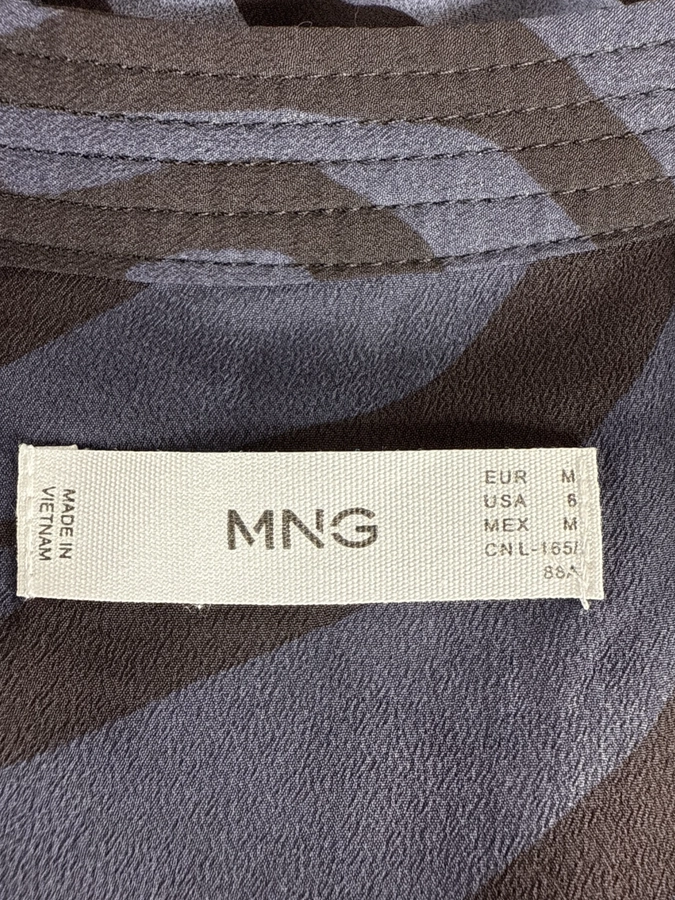 MADE IN
VIETNAM
MNG
EUR M
USA 6
MEX M
CN L-165/
88A